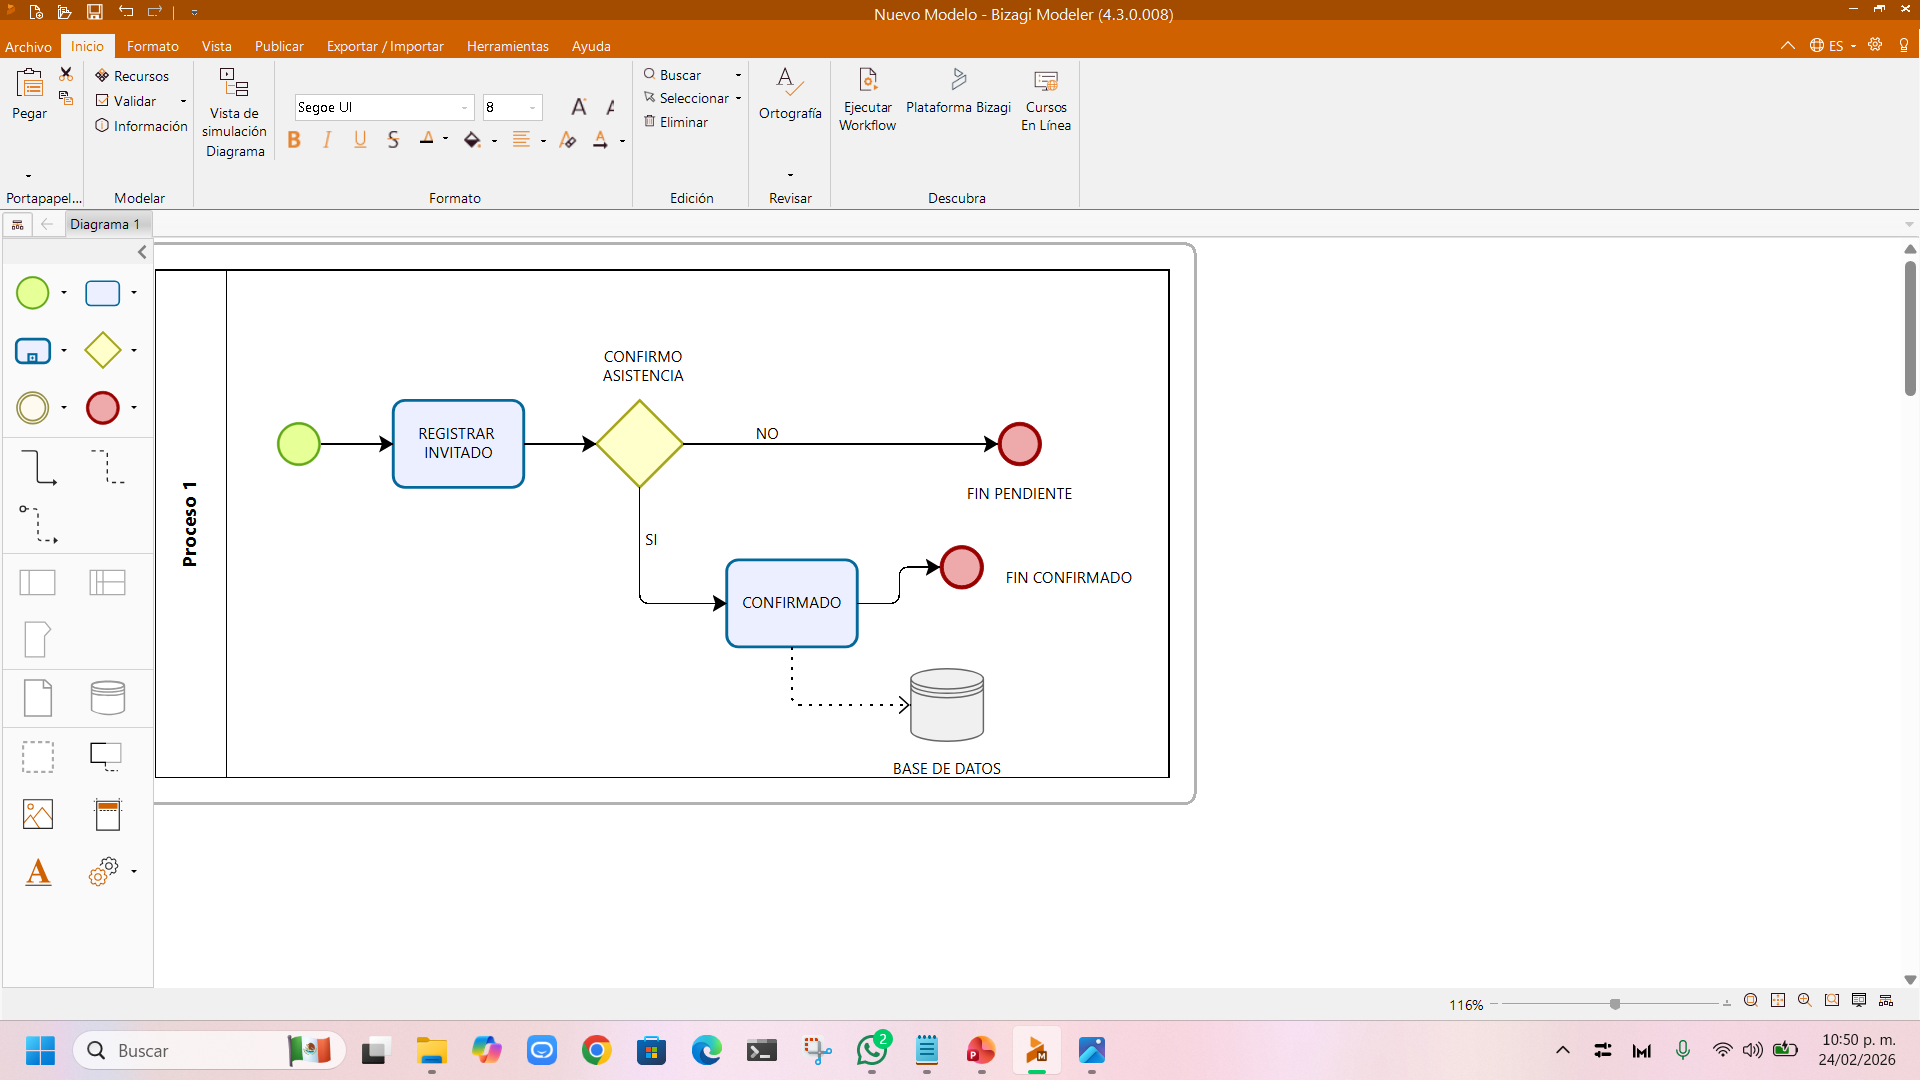 Nuevo Modelo - Bizagi Modeler (4.3.0.008)
Archivo
Inicio
Formato
Vista
Publicar
Exportar / Importar
Herramientas
Ayuda
ES
Pegar
Portapapel...
Recursos
Validar
Información
Modelar
Vista de
simulación
Diagrama
Segoe UI
8
Formato
Buscar
Seleccionar
Eliminar
Edición
Ortografía
Revisar
Ejecutar
Workflow
Plataforma Bizagi
Cursos
En Línea
Descubra
Diagrama 1
Proceso 1
REGISTRAR
INVITADO
CONFIRMO
ASISTENCIA
NO
FIN PENDIENTE
SI
CONFIRMADO
FIN CONFIRMADO
BASE DE DATOS
116%
Buscar
2
10:50 p. m.
24/02/2026